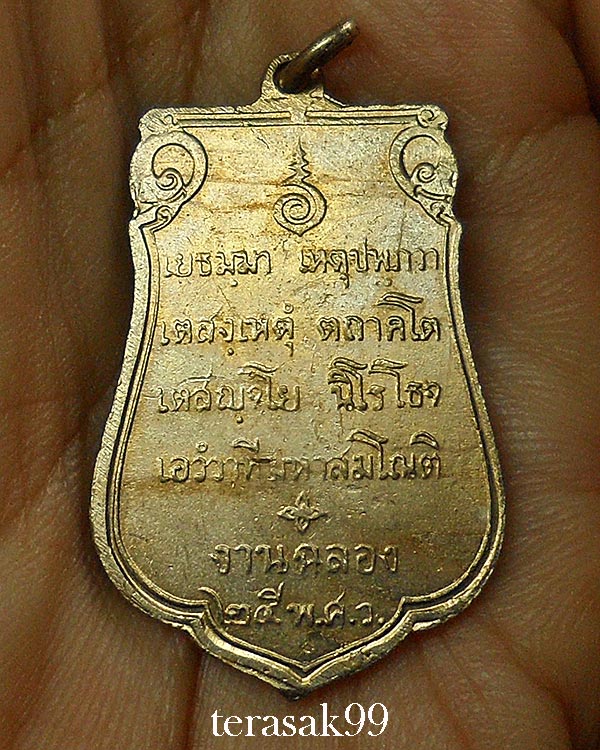 เยธมฺมา เหตุปฺพฺภวา
เตสํเหตุํ ตถาคโต
เตสญฺจโย นิโรโธจ
เอวํวาทีมหาสมโณติ
งานฉลอง
๒๕ พ.ศ.ว.
terasak99